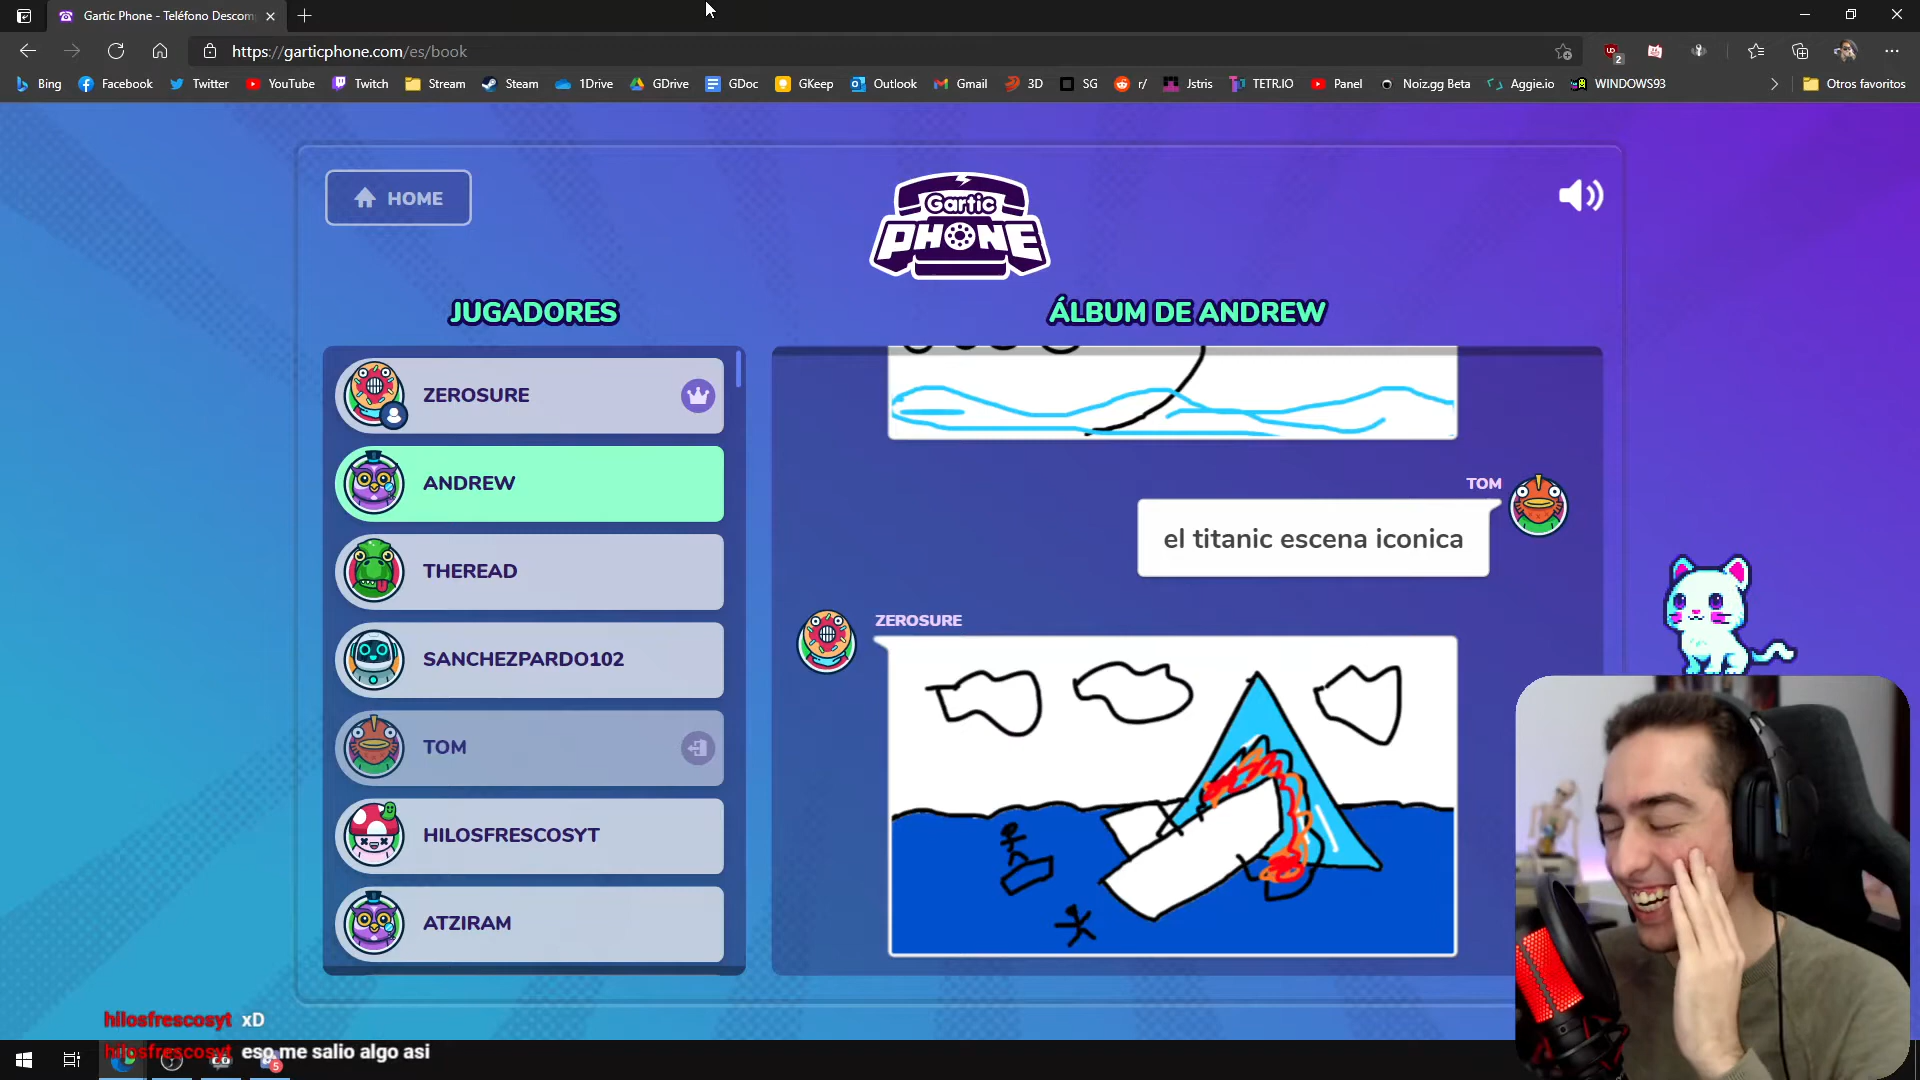 Gartic Phone - Teléfono Descom
https://garticphone.com/es/book
2
Bing Facebook Twitter YouTube Twitch Stream Steam 1Drive GDrive GDoc GKeep Outlook Gmail 3D SG r/ Jstris TETR.IO Panel Noiz.gg Beta Aggie.io WINDOWS93 Otros favoritos
HOME
Gartic
PHONE
JUGADORES
ÁLBUM DE ANDREW
ZEROSURE
ANDREW
THEREAD
SANCHEZPARDO102
TOM
HILOSFRESCOSYT
ATZIRAM
TOM
el titanic escena iconica
ZEROSURE
hilosfrescosyt xD
hilosfrescosyt eso me salio algo asi
5